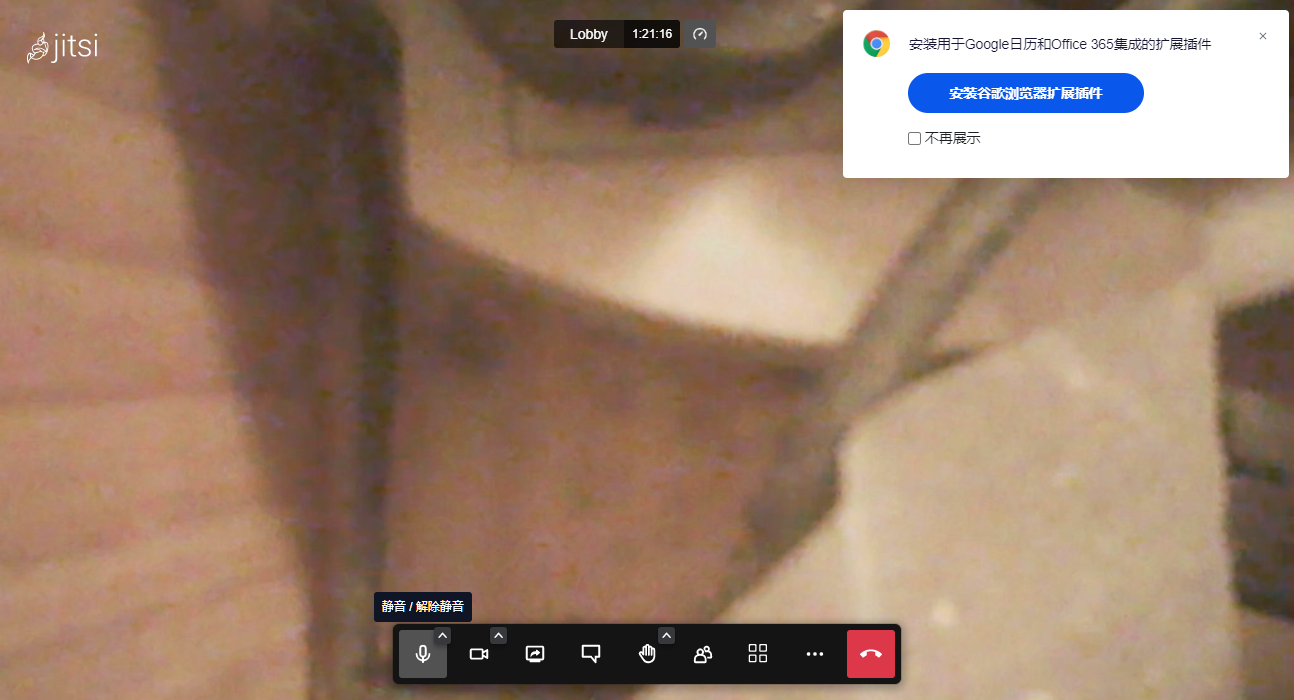 jitsi
Lobby 1:21:16
安装用于Google日历和Office 365集成的扩展插件
安装谷歌浏览器扩展插件
不再展示
静音 / 解除静音